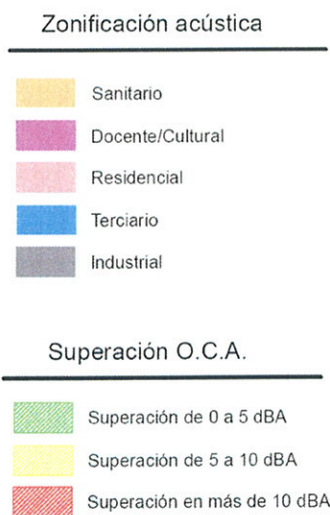 Zonificación acústica
Sanitario
Docente/Cultural
Residencial
Terciario
Industrial
Superación O.C.A.
Superación de 0 a 5 dBA
Superación de 5 a 10 dBA
Superación en más de 10 dBA